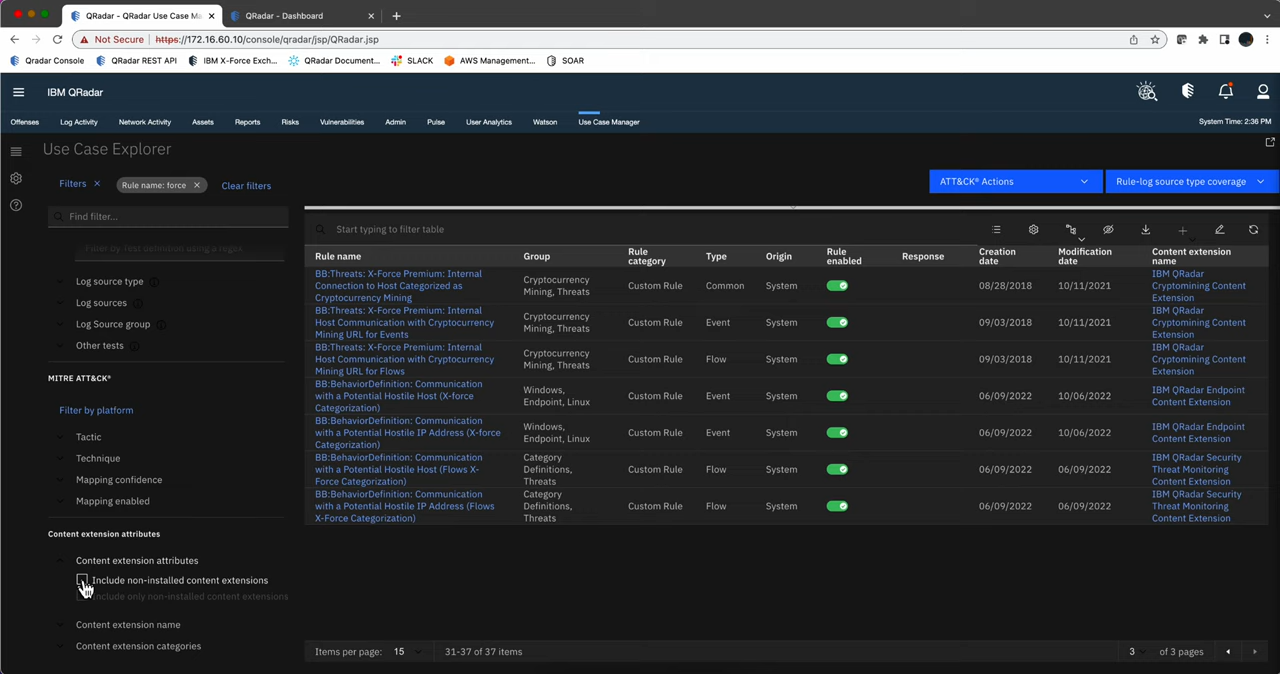 QRadar - QRadar Use Case Ma
QRadar - Dashboard
Not Secure
https://172.16.60.10/console/qradar/jsp/QRadar.jsp
Qradar Console
QRadar REST API
IBM X-Force Exch...
QRadar Document...
SLACK
AWS Management...
SOAR
IBM QRadar
Offenses
Log Activity
Network Activity
Assets
Reports
Risks
Vulnerabilities
Admin
Pulse
User Analytics
Watson
Use Case Manager
System Time: 2:36 PM
Use Case Explorer
Filters
Rule name: force
Clear filters
ATT&CK® Actions
Rule-log source type coverage
Find filter...
Filter by Test definition using a regex
Log source type
Log sources
Log Source group
Other tests
MITRE ATT&CK®
Filter by platform
Tactic
Technique
Mapping confidence
Mapping enabled
Content extension attributes
Content extension attributes
Include non-installed content extensions
Include only non-installed content extensions
Content extension name
Content extension categories
Start typing to filter table
Rule name
Group
Rule category
Type
Origin
Rule enabled
Response
Creation date
Modification date
Content extension name
BB:Threats: X-Force Premium: Internal
Connection to Host Categorized as
Cryptocurrency Mining
Cryptocurrency
Mining, Threats
Custom Rule
Common
System
08/28/2018
10/11/2021
IBM QRadar
Cryptomining Content
Extension
BB:Threats: X-Force Premium: Internal
Host Communication with Cryptocurrency
Mining URL for Events
Cryptocurrency
Mining, Threats
Custom Rule
Event
System
09/03/2018
10/11/2021
IBM QRadar
Cryptomining Content
Extension
BB:Threats: X-Force Premium: Internal
Host Communication with Cryptocurrency
Mining URL for Flows
Cryptocurrency
Mining, Threats
Custom Rule
Flow
System
09/03/2018
10/11/2021
IBM QRadar
Cryptomining Content
Extension
BB:BehaviorDefinition: Communication
with a Potential Hostile Host (X-force
Categorization)
Windows,
Endpoint, Linux
Custom Rule
Event
System
06/09/2022
10/06/2022
IBM QRadar Endpoint
Content Extension
BB:BehaviorDefinition: Communication
with a Potential Hostile IP Address (X-force
Categorization)
Windows,
Endpoint, Linux
Custom Rule
Event
System
06/09/2022
10/06/2022
IBM QRadar Endpoint
Content Extension
BB:BehaviorDefinition: Communication
with a Potential Hostile Host (Flows X-
Force Categorization)
Category
Definitions,
Threats
Custom Rule
Flow
System
06/09/2022
06/09/2022
IBM QRadar Security
Threat Monitoring
Content Extension
BB:BehaviorDefinition: Communication
with a Potential Hostile IP Address (Flows
X-Force Categorization)
Category
Definitions,
Threats
Custom Rule
Flow
System
06/09/2022
06/09/2022
IBM QRadar Security
Threat Monitoring
Content Extension
Items per page:
15
31-37 of 37 items
3
of 3 pages